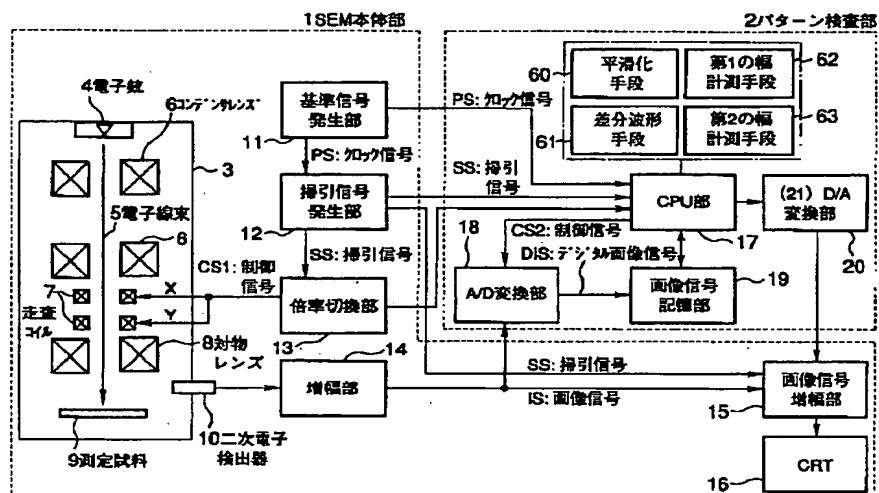 1SEM本体部
2パターン検査部
4電子銃
6コンデンサレンズ
3
5電子線束
6
7
走査
コイル
X
Y
8対物
レンズ
9測定試料
10二次電子
検出器
基準信号
発生部
11
PS:クロック信号
PS:クロック信号
掃引信号
発生部
12
SS:掃引信号
SS:掃引
信号
CS1:制御
信号
倍率切換部
13
14
増幅部
60
平滑化
手段
第1の幅
計測手段
62
61
差分波形
手段
第2の幅
計測手段
63
CPU部
17
(21) D/A
変換部
20
CS2:制御信号
DIS:デジタル画像信号
18
A/D変換部
画像信号
記憶部
19
SS:掃引信号
IS:画像信号
画像信号
増幅部
15
CRT
16